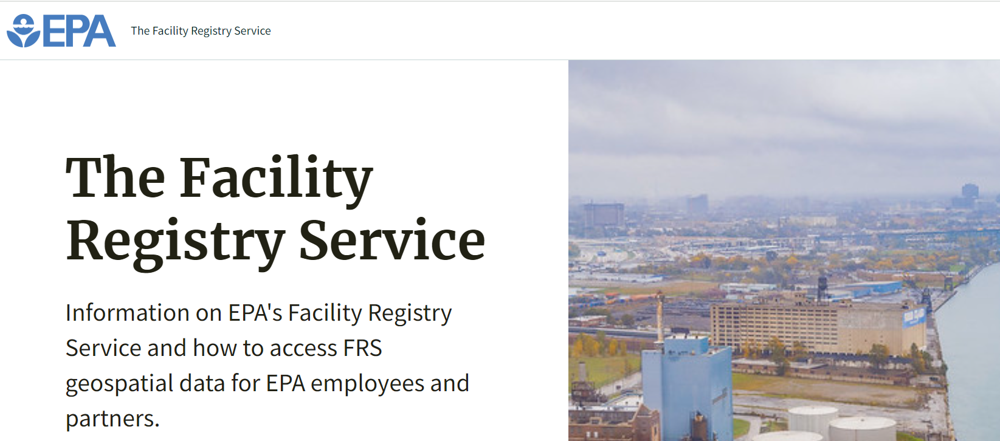 EPA
The Facility Registry Service
The Facility
Registry Service
Information on EPA's Facility Registry
Service and how to access FRS
geospatial data for EPA employees and
partners.